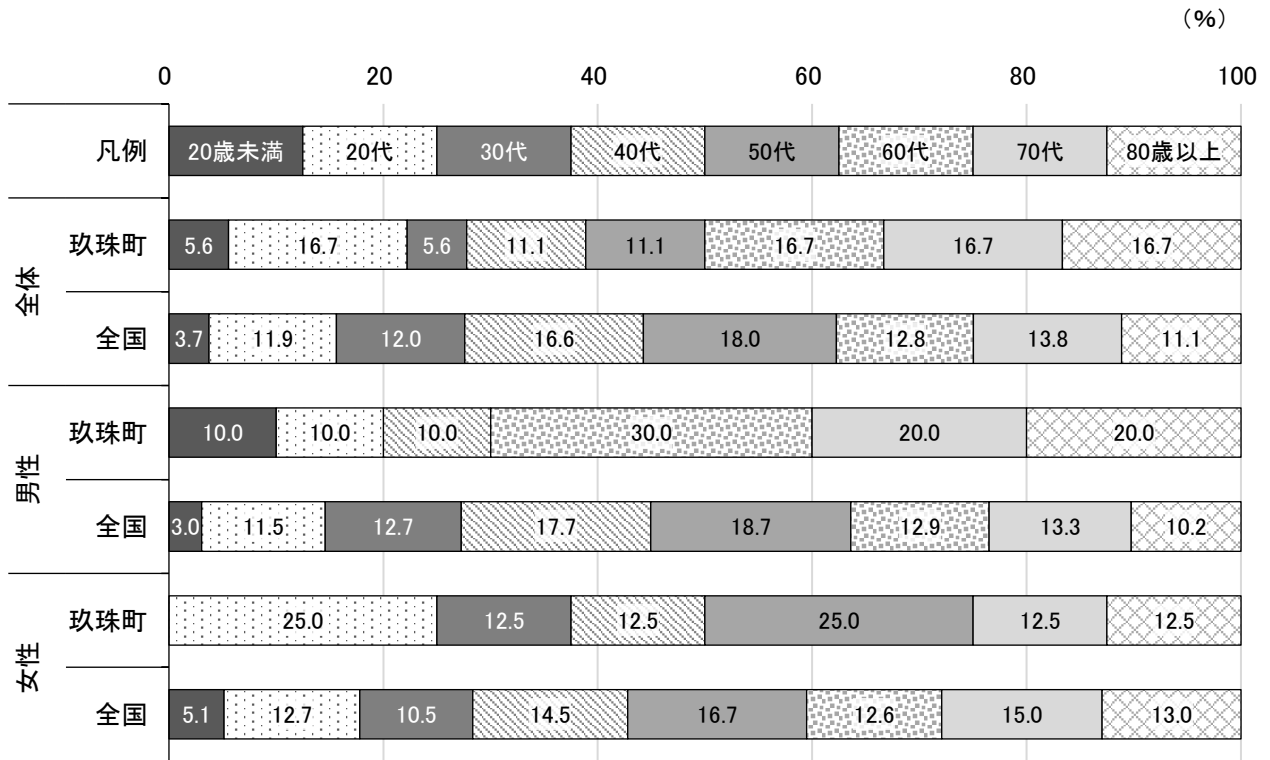 （%）
0 20 40 60 80 100
凡例 20歳未満 20代 30代 40代 50代 60代 70代 80歳以上
全体
玖珠町 5.6 16.7 5.6 11.1 11.1 16.7 16.7 16.7
全国 3.7 11.9 12.0 16.6 18.0 12.8 13.8 11.1
男性
玖珠町 10.0 10.0 10.0 30.0 20.0 20.0
全国 3.0 11.5 12.7 17.7 18.7 12.9 13.3 10.2
女性
玖珠町 25.0 12.5 12.5 25.0 12.5 12.5
全国 5.1 12.7 10.5 14.5 16.7 12.6 15.0 13.0